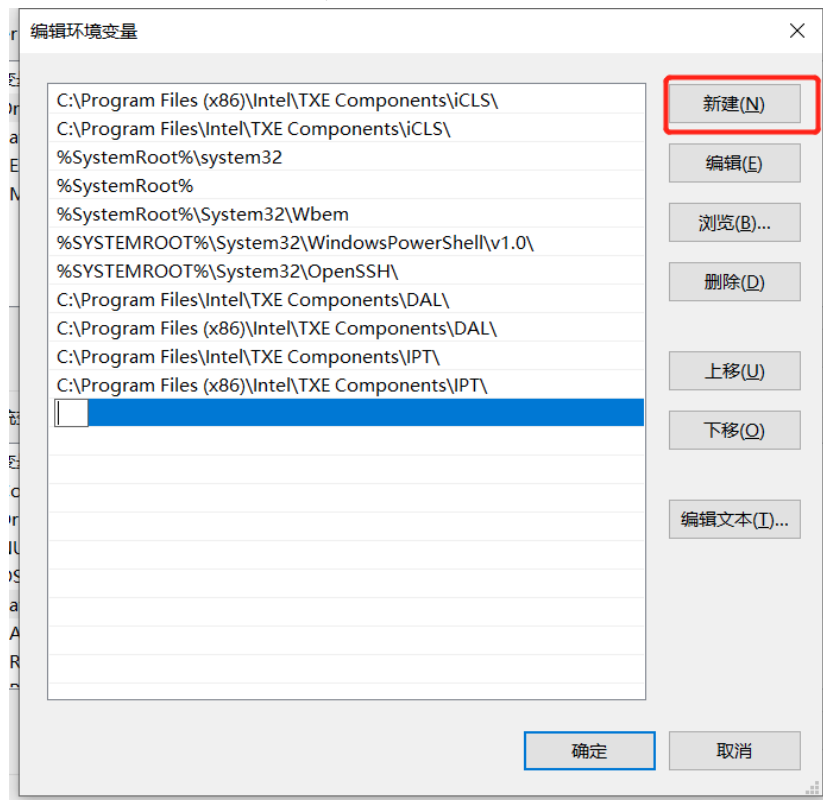 编辑环境变量
C:\Program Files (x86)\Intel\TXE Components\iCLS\
C:\Program Files\Intel\TXE Components\iCLS\
%SystemRoot%\system32
%SystemRoot%
%SystemRoot%\System32\Wbem
%SYSTEMROOT%\System32\WindowsPowerShell\v1.0\
%SYSTEMROOT%\System32\OpenSSH\
C:\Program Files\Intel\TXE Components\DAL\
C:\Program Files (x86)\Intel\TXE Components\DAL\
C:\Program Files\Intel\TXE Components\IPT\
C:\Program Files (x86)\Intel\TXE Components\IPT\
新建(N)
编辑(E)
浏览(B)...
删除(D)
上移(U)
下移(O)
编辑文本(T)...
确定
取消